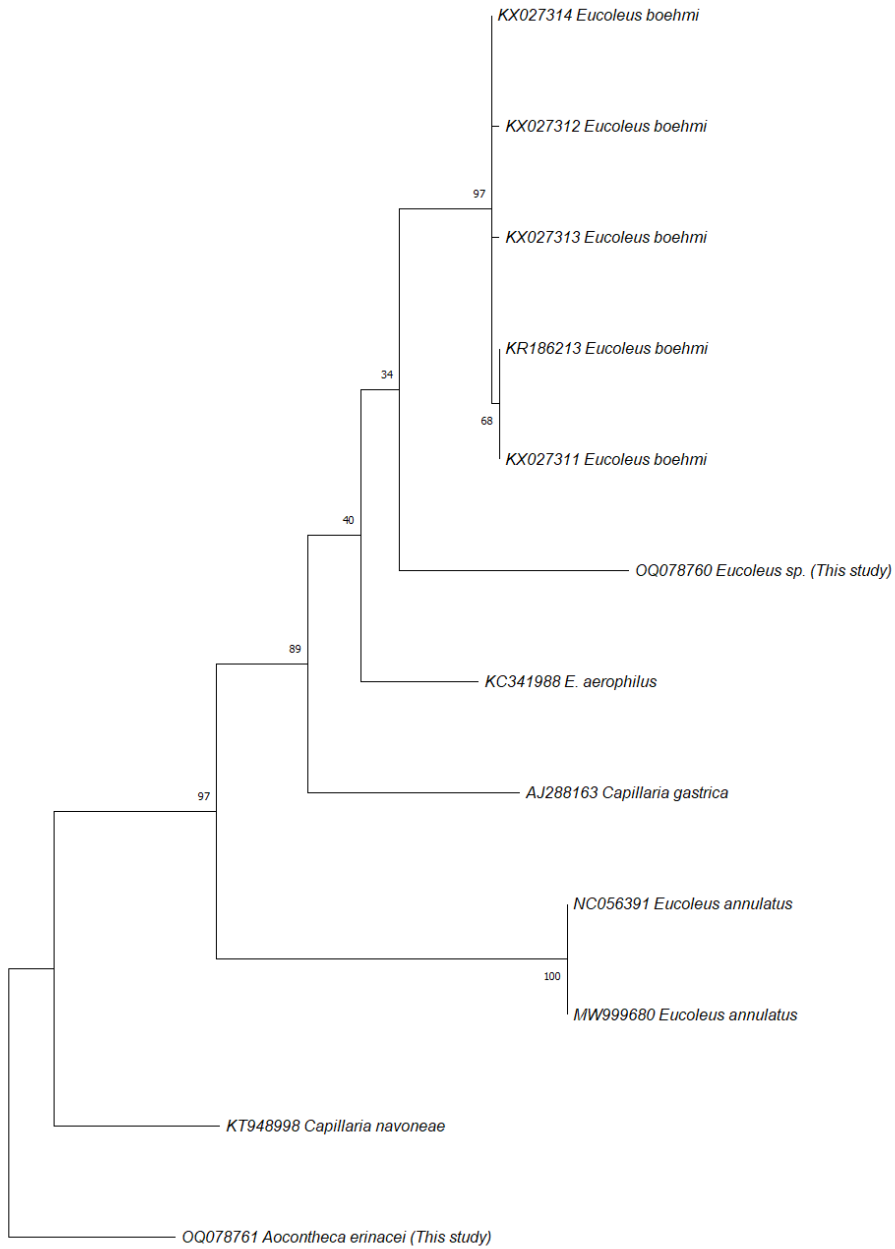 KX027314 Eucoleus boehmi
KX027312 Eucoleus boehmi
97
KX027313 Eucoleus boehmi
KR186213 Eucoleus boehmi
34
68
KX027311 Eucoleus boehmi
40
OQ078760 Eucoleus sp. (This study)
89
KC341988 E. aerophilus
97
AJ288163 Capillaria gastrica
NC056391 Eucoleus annulatus
100
MW999680 Eucoleus annulatus
KT948998 Capillaria navoneae
OQ078761 Aocontheca erinacei (This study)